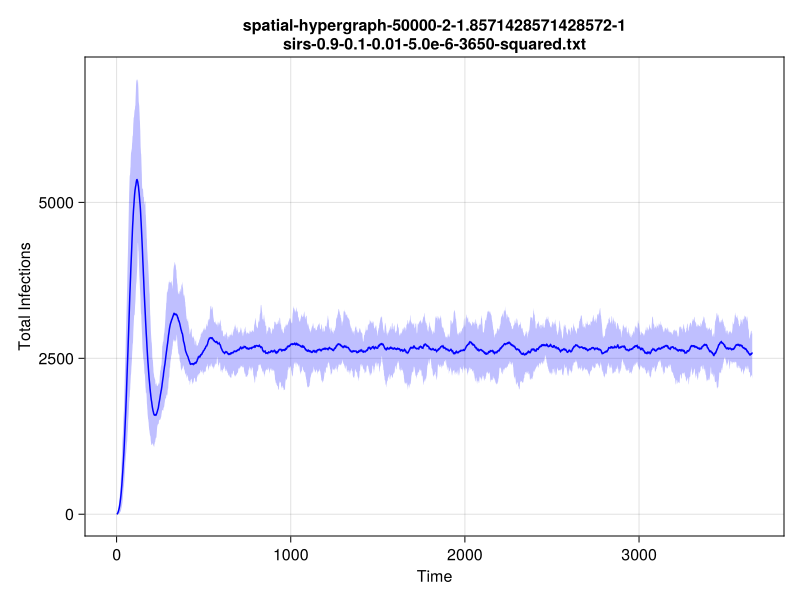 spatial-hypergraph-50000-2-1.8571428571428572-1
sirs-0.9-0.1-0.01-5.0e-6-3650-squared.txt
Total Infections
5000
2500
0
0
1000
2000
3000
Time